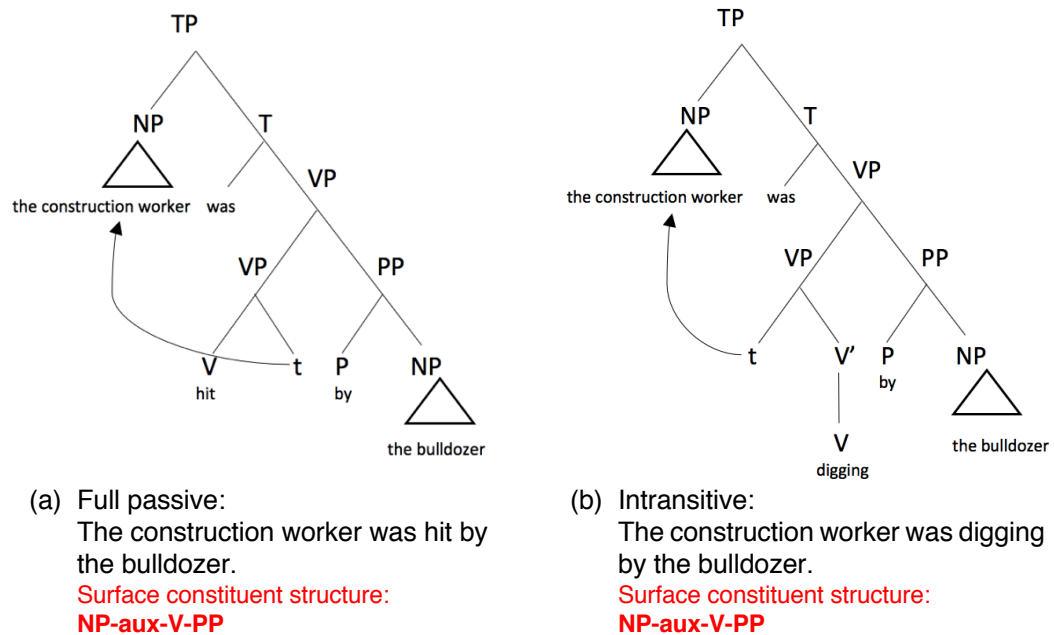 TP
NP T
the construction worker was
VP
VP PP
V t P NP
hit by
the bulldozer
(a) Full passive:
The construction worker was hit by
the bulldozer.
Surface constituent structure:
NP-aux-V-PP
TP
NP T
the construction worker was
VP
VP PP
t V’ P NP
by
V the bulldozer
digging
(b) Intransitive:
The construction worker was digging
by the bulldozer.
Surface constituent structure:
NP-aux-V-PP